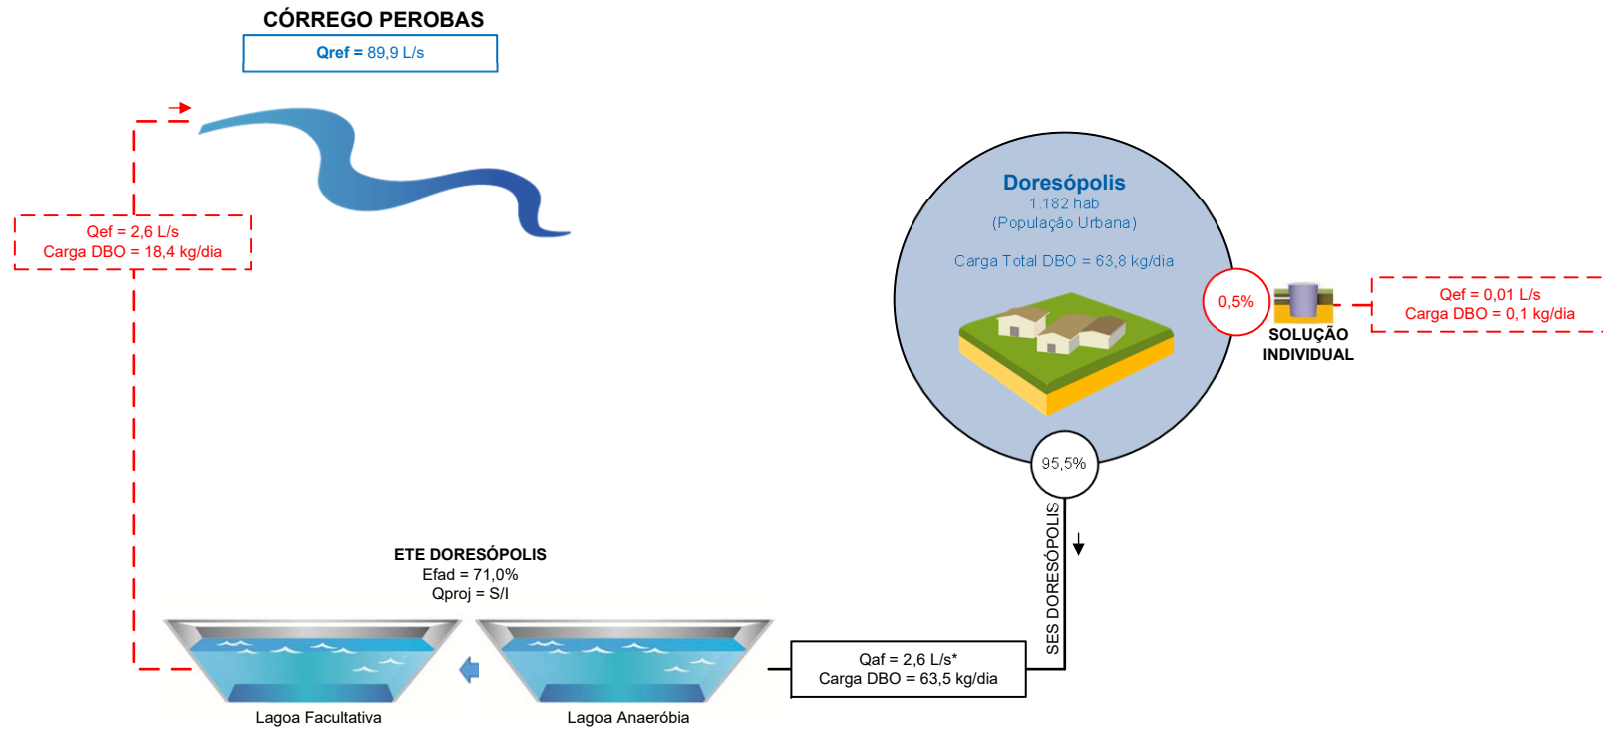 CÓRREGO PEROBAS
Qref = 89,9 L/s
Qef = 2,6 L/s
Carga DBO = 18,4 kg/dia
Doresópolis
1.182 hab
(População Urbana)
Carga Total DBO = 63,8 kg/dia
0,5%
SOLUÇÃO
INDIVIDUAL
Qef = 0,01 L/s
Carga DBO = 0,1 kg/dia
95,5%
SES DORESÓPOLIS
ETE DORESÓPOLIS
Efad = 71,0%
Qproj = S/I
Qaf = 2,6 L/s*
Carga DBO = 63,5 kg/dia
Lagoa Facultativa
Lagoa Anaeróbia